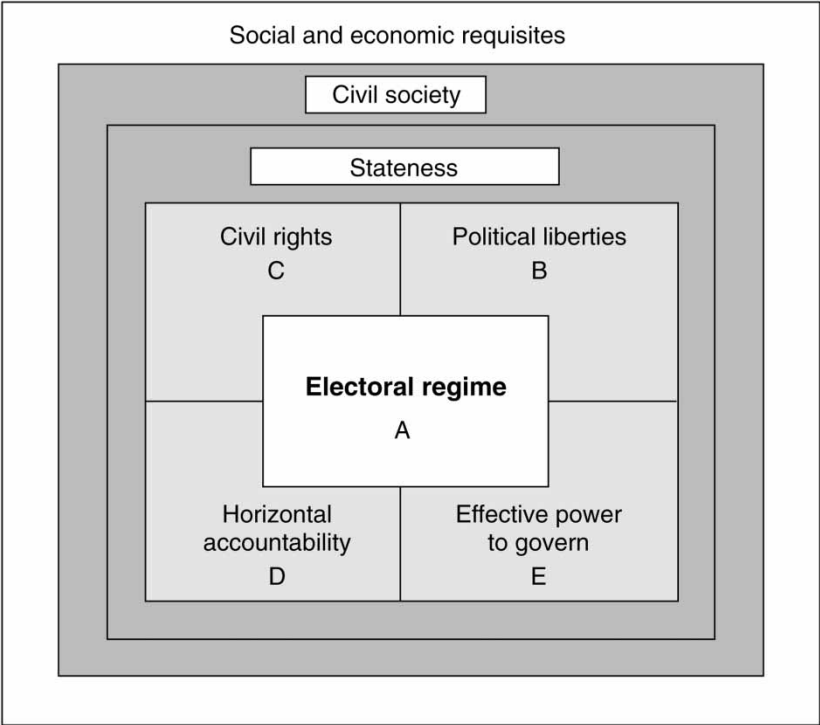 Social and economic requisites
Civil society
Stateness
Civil rights
C
Political liberties
B
Electoral regime
A
Horizontal
accountability
D
Effective power
to govern
E